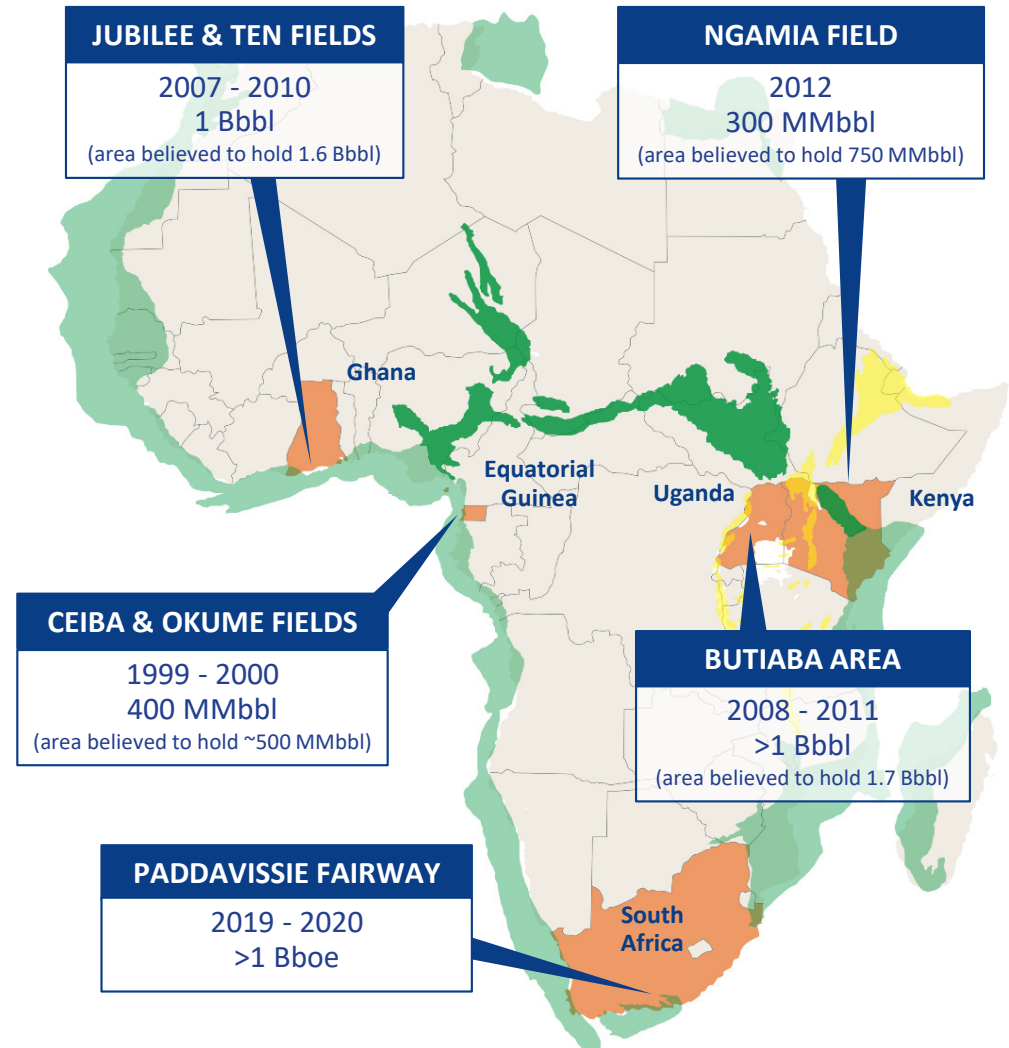 JUBILEE & TEN FIELDS
2007 - 2010
1 Bbbl
(area believed to hold 1.6 Bbbl)
NGAMIA FIELD
2012
300 MMbbl
(area believed to hold 750 MMbbl)
Ghana
Equatorial
Guinea
Uganda
Kenya
CEIBA & OKUME FIELDS
1999 - 2000
400 MMbbl
(area believed to hold ~500 MMbbl)
BUTIABA AREA
2008 - 2011
>1 Bbbl
(area believed to hold 1.7 Bbbl)
PADDAVISSIE FAIRWAY
2019 - 2020
>1 Bboe
South
Africa